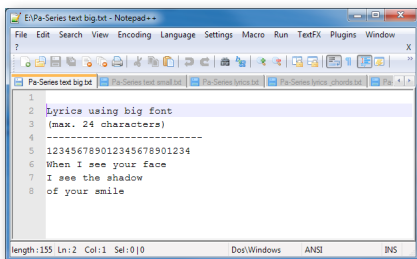 E:\Pa-Series text big.txt - Notepad++
File Edit Search View Encoding Language Settings Macro Run TextFX Plugins Window
? X
Pa-Series text big.txt Pa-Series text small.txt Pa-Series lyrics.txt Pa-Series lyrics_chords.txt Pa
1
2 Lyrics using big font
3 (max. 24 characters)
4 ------------------------
5 123456789012345678901234
6 When I see your face
7 I see the shadow
8 of your smile
length : 155 Ln : 2 Col : 1 Sel : 0 | 0 Dos\Windows ANSI INS